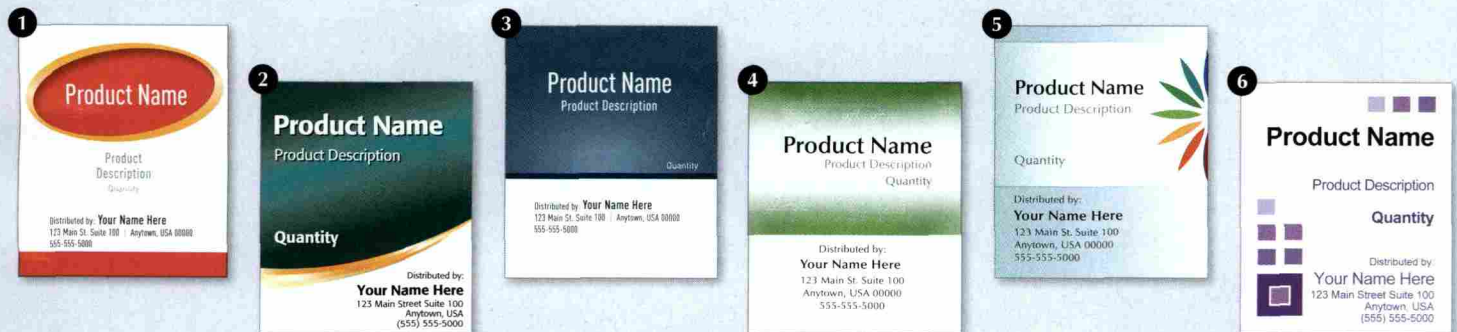 1
Product Name
Product
Description
Quantity
Distributed by: Your Name Here
123 Main St. Suite 100 | Anytown, USA 00000
555-555-5000
2
Product Name
Product Description
Quantity
Distributed by:
Your Name Here
123 Main Street Suite 100
Anytown, USA
(555) 555-5000
3
Product Name
Product Description
Quantity
Distributed by: Your Name Here
123 Main St. Suite 100 | Anytown, USA 00000
555-555-5000
4
Product Name
Product Description
Quantity
Distributed by:
Your Name Here
123 Main St. Suite 100
Anytown, USA 00000
555-555-5000
5
Product Name
Product Description
Quantity
Distributed by:
Your Name Here
123 Main St. Suite 100
Anytown, USA 00000
555-555-5000
6
Product Name
Product Description
Quantity
Distributed by:
Your Name Here
123 Main Street Suite 100
Anytown, USA
(555) 555-5000